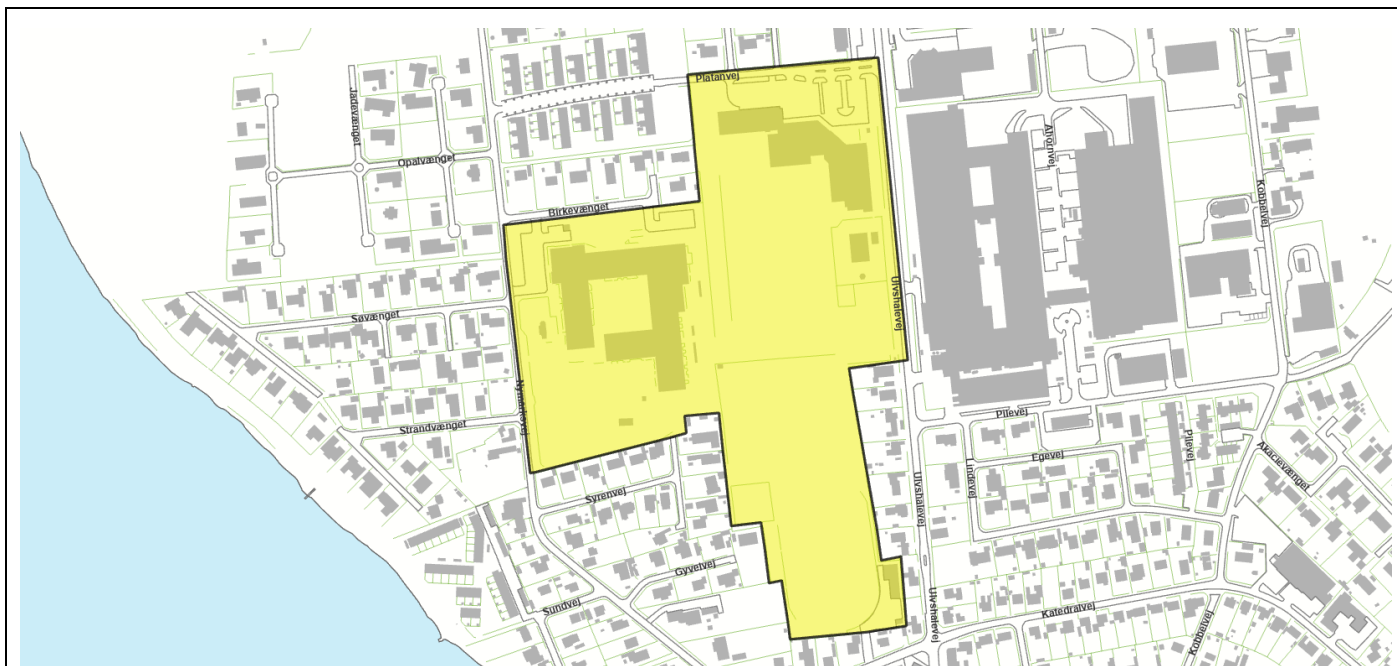 Platanvej
Jadevænget
Opalvænget
Ahornvej
Kobbelvej
Birkevænget
Ulvshalevej
Søvænget
Nymarksvej
Strandvænget
Pilevej
Pilevej
Egevej
Lindevej
Akacievænget
Ulvshalevej
Syrenvej
Gyvelvej
Sundvej
Ulvshalevej
Katedralvej
Kobbelvej